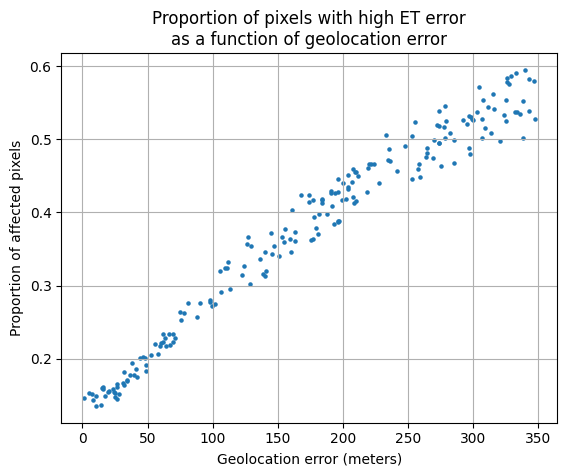 Proportion of pixels with high ET error
as a function of geolocation error
0.6
0.5
0.4
0.3
0.2
Proportion of affected pixels
0 50 100 150 200 250 300 350
Geolocation error (meters)